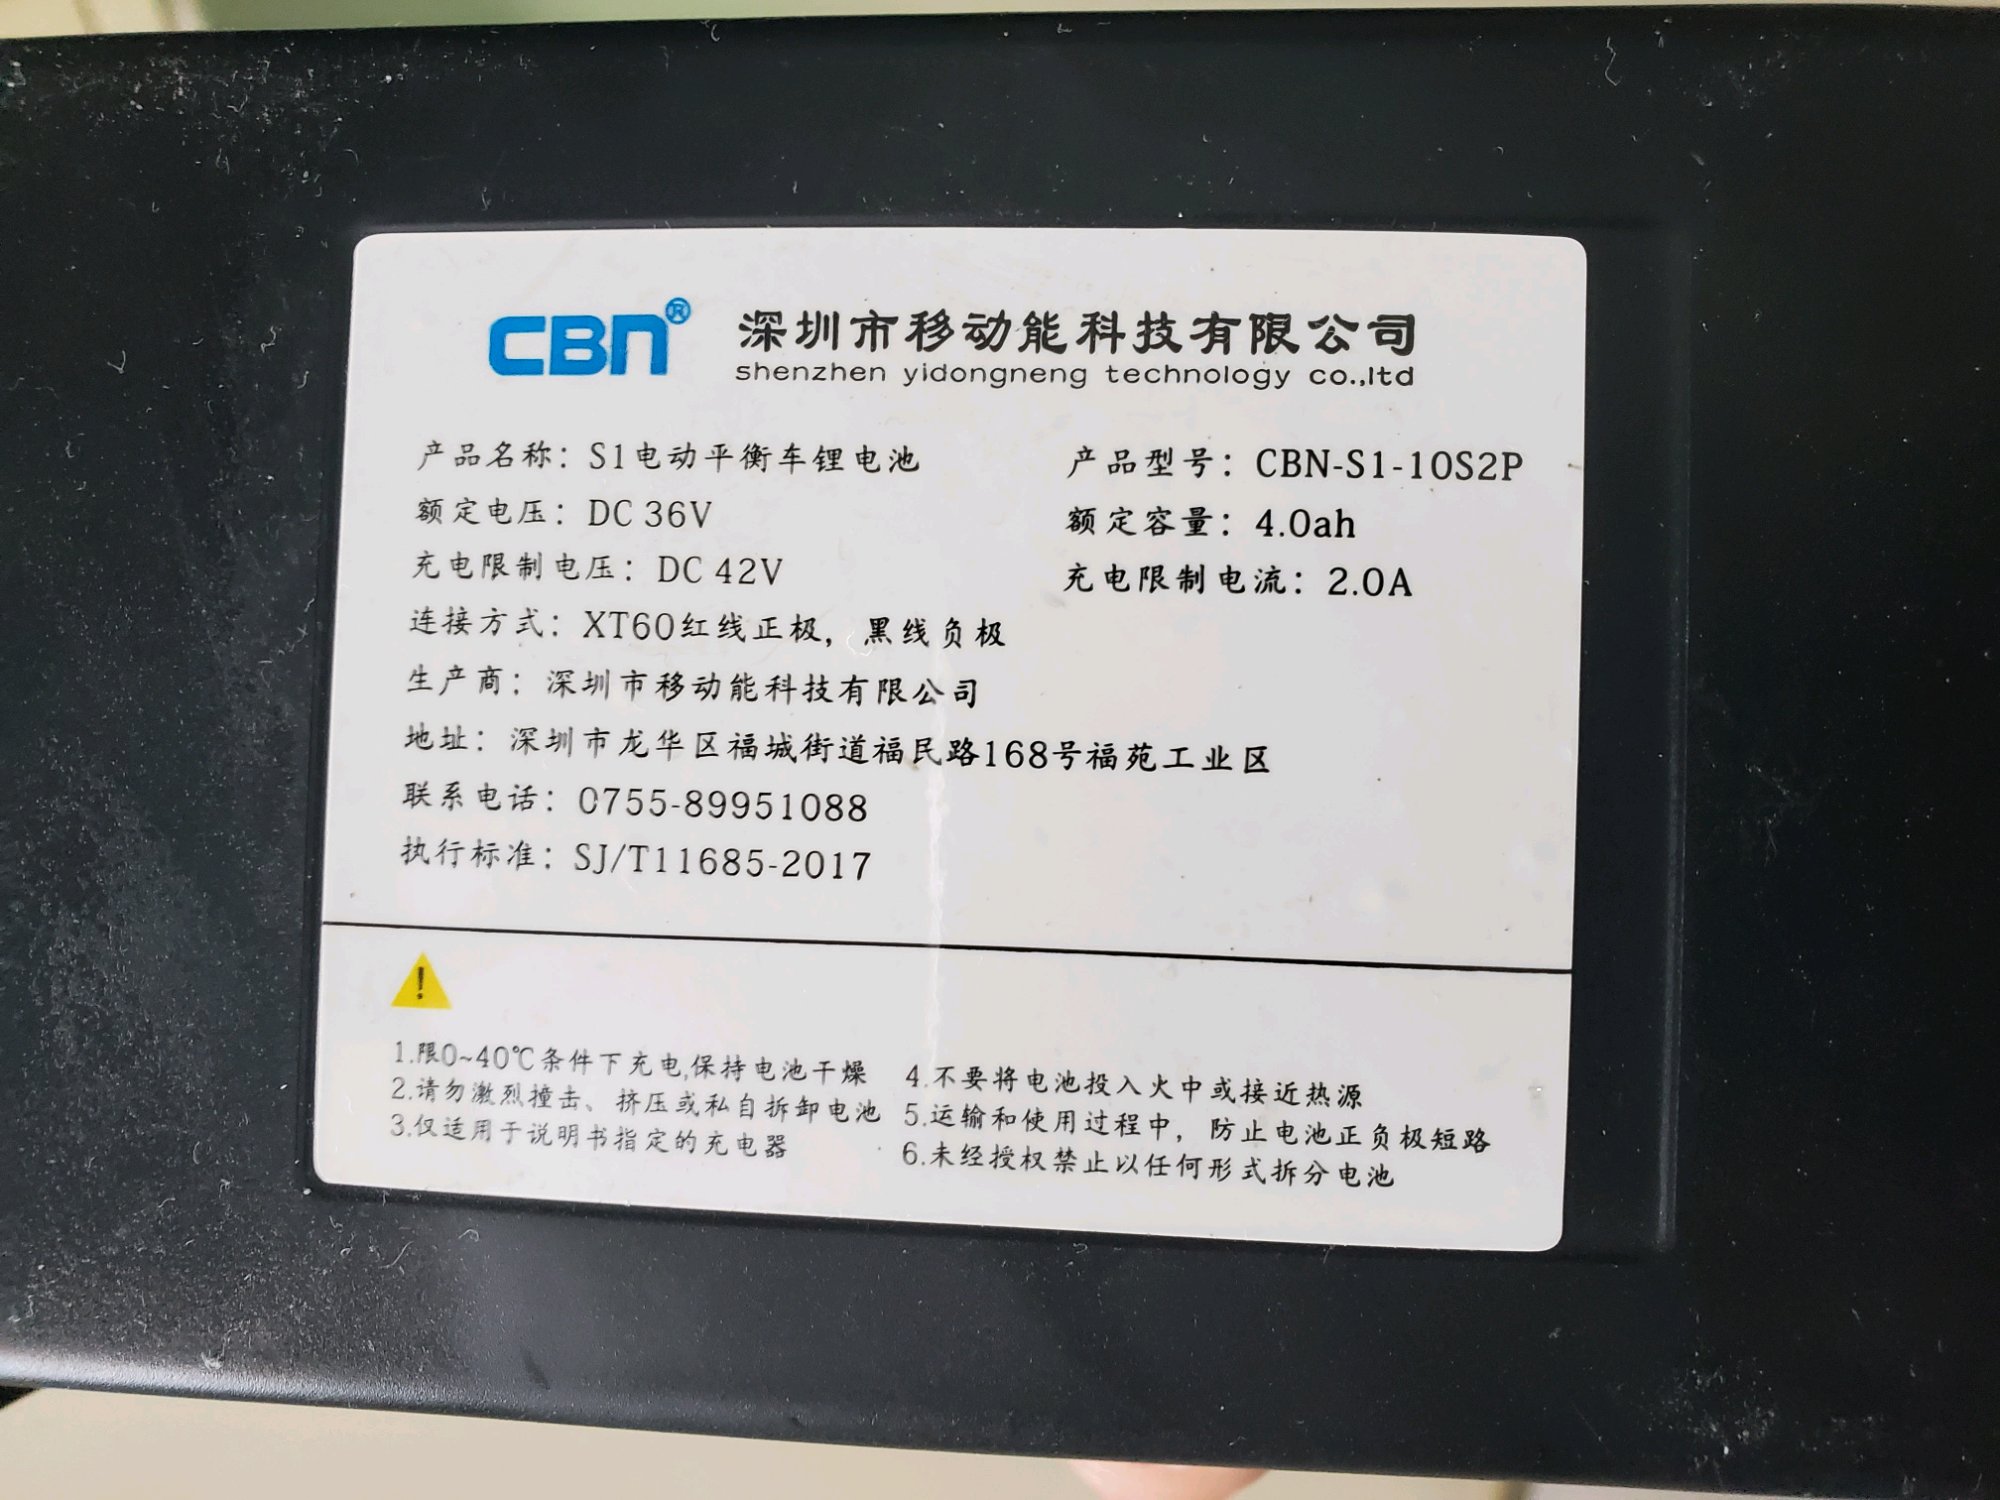 CBN®
深圳市移动能科技有限公司
shenzhen yidongneng technology co.,ltd
产品名称：S1电动平衡车锂电池
产品型号：CBN-S1-10S2P
额定电压：DC 36V
额定容量：4.0ah
充电限制电压：DC 42V
充电限制电流：2.0A
连接方式：XT60红线正极，黑线负极
生产商：深圳市移动能科技有限公司
地址：深圳市龙华区福城街道福民路168号福苑工业区
联系电话：0755-89951088
执行标准：SJ/T11685-2017
!
1.限0~40℃条件下充电,保持电池干燥
2.请勿激烈撞击、挤压或私自拆卸电池
3.仅适用于说明书指定的充电器
4.不要将电池投入火中或接近热源
5.运输和使用过程中，防止电池正负极短路
6.未经授权禁止以任何形式拆分电池